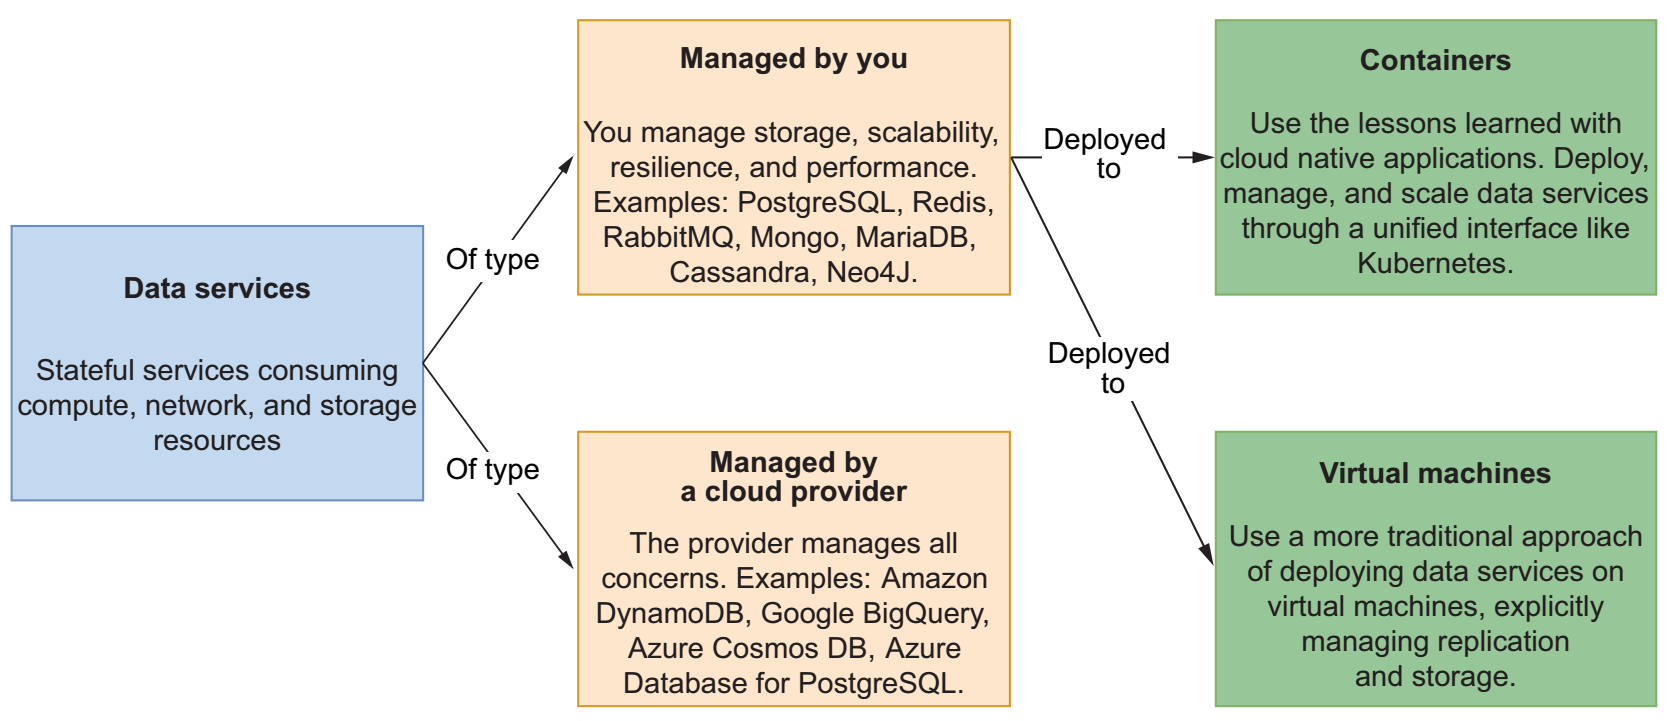 Data services
Stateful services consuming
compute, network, and storage
resources
Of type
Of type
Managed by you
You manage storage, scalability,
resilience, and performance.
Examples: PostgreSQL, Redis,
RabbitMQ, Mongo, MariaDB,
Cassandra, Neo4J.
Managed by
a cloud provider
The provider manages all
concerns. Examples: Amazon
DynamoDB, Google BigQuery,
Azure Cosmos DB, Azure
Database for PostgreSQL.
Deployed
to
Deployed
to
Containers
Use the lessons learned with
cloud native applications. Deploy,
manage, and scale data services
through a unified interface like
Kubernetes.
Virtual machines
Use a more traditional approach
of deploying data services on
virtual machines, explicitly
managing replication
and storage.